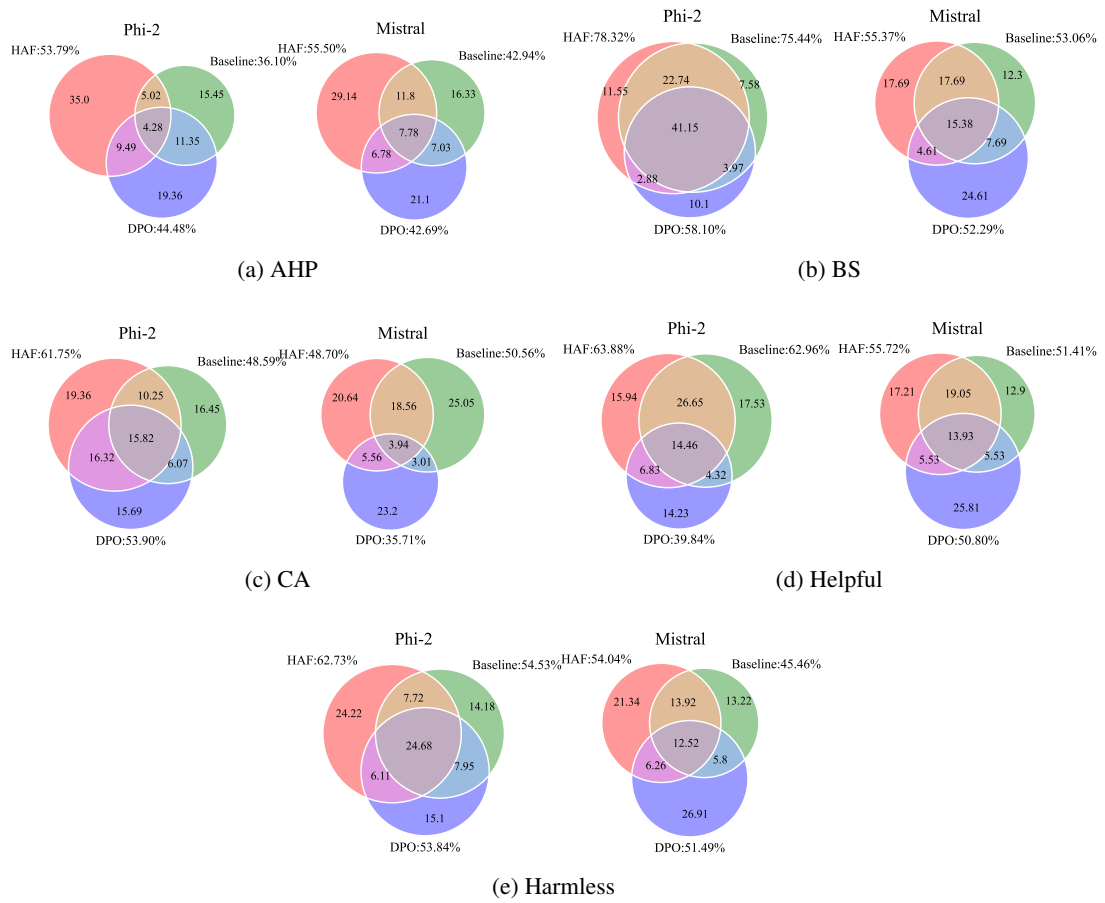 Phi-2
HAF:53.79%
Baseline:36.10%
35.0
5.02
15.45
4.28
9.49
11.35
19.36
DPO:44.48%
Mistral
HAF:55.50%
Baseline:42.94%
29.14
11.8
16.33
7.78
6.78
7.03
21.1
DPO:42.69%
(a) AHP
Phi-2
HAF:78.32%
Baseline:75.44%
11.55
22.74
7.58
41.15
2.88
3.97
10.1
DPO:58.10%
Mistral
HAF:55.37%
Baseline:53.06%
17.69
17.69
12.3
15.38
4.61
7.69
24.61
DPO:52.29%
(b) BS
Phi-2
HAF:61.75%
Baseline:48.59%
19.36
10.25
16.45
15.82
16.32
6.07
15.69
DPO:53.90%
Mistral
HAF:48.70%
Baseline:50.56%
20.64
18.56
25.05
3.94
5.56
3.01
23.2
DPO:35.71%
(c) CA
Phi-2
HAF:63.88%
Baseline:62.96%
15.94
26.65
17.53
14.46
6.83
4.32
14.23
DPO:39.84%
Mistral
HAF:55.72%
Baseline:51.41%
17.21
19.05
12.9
13.93
5.53
5.53
25.81
DPO:50.80%
(d) Helpful
Phi-2
HAF:62.73%
Baseline:54.53%
24.22
7.72
14.18
24.68
6.11
7.95
15.1
DPO:53.84%
Mistral
HAF:54.04%
Baseline:45.46%
21.34
13.92
13.22
12.52
6.26
5.8
26.91
DPO:51.49%
(e) Harmless